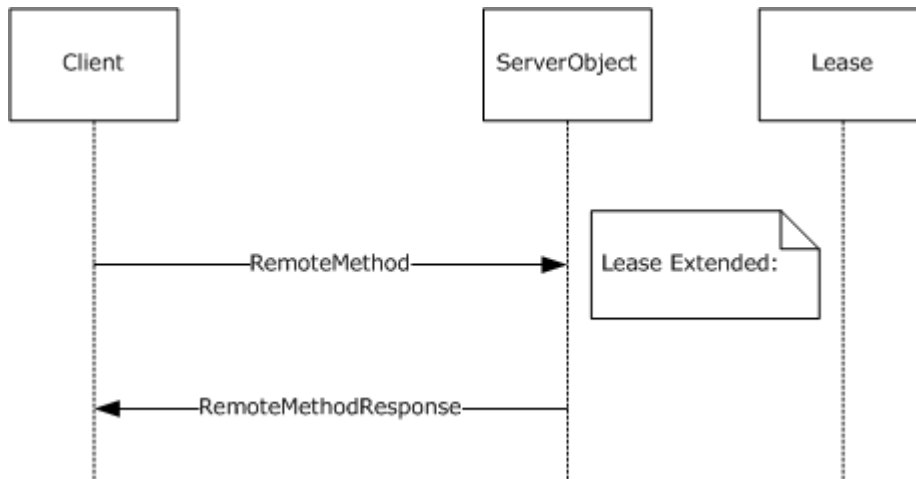 Client
ServerObject
Lease
RemoteMethod
Lease Extended:
RemoteMethodResponse